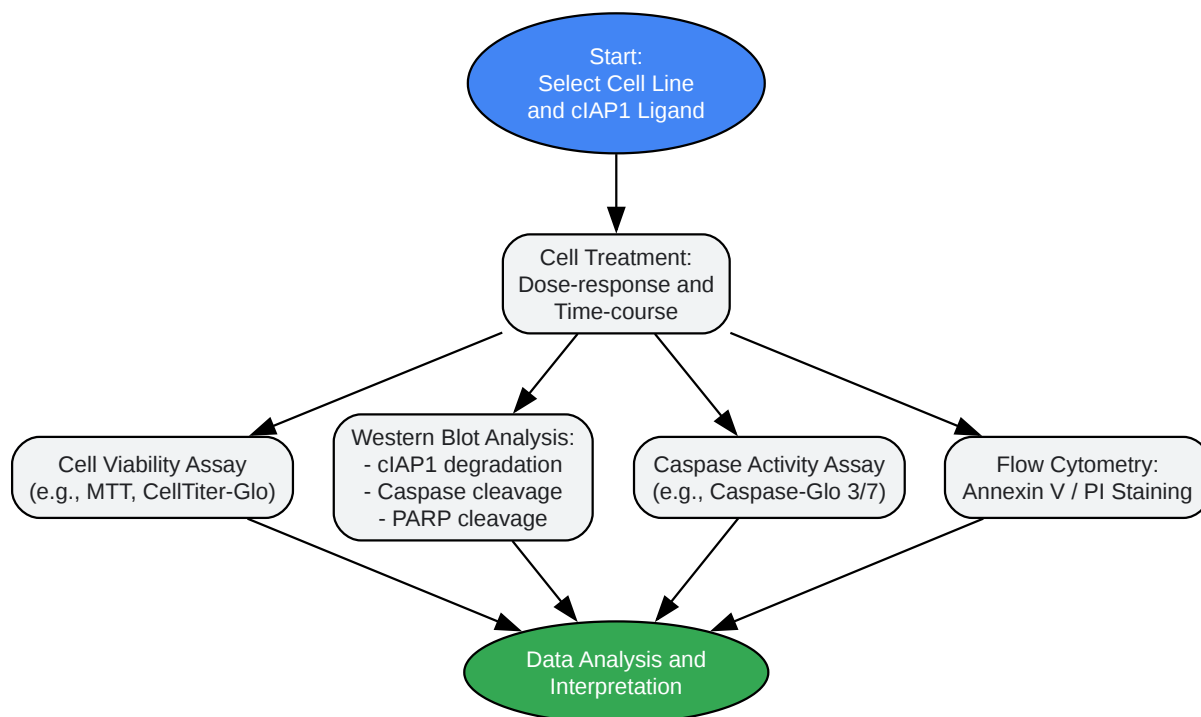 Start:
Select Cell Line
and cIAP1 Ligand
Cell Treatment:
Dose-response and
Time-course
Cell Viability Assay
(e.g., MTT, CellTiter-Glo)
Western Blot Analysis:
- cIAP1 degradation
- Caspase cleavage
- PARP cleavage
Caspase Activity Assay
(e.g., Caspase-Glo 3/7)
Flow Cytometry:
Annexin V / PI Staining
Data Analysis and
Interpretation